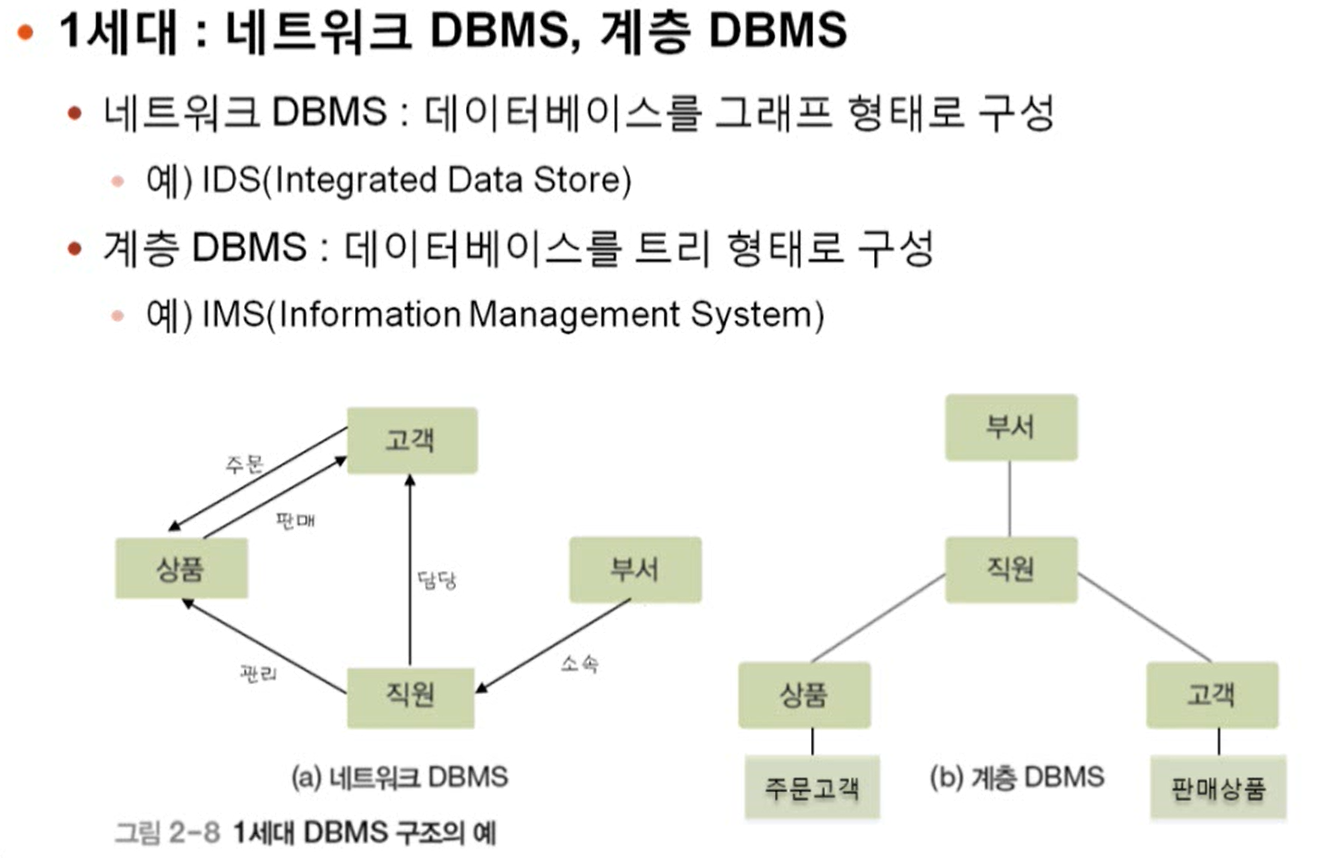 1세대 : 네트워크 DBMS, 계층 DBMS
네트워크 DBMS : 데이터베이스를 그래프 형태로 구성
예) IDS(Integrated Data Store)
계층 DBMS : 데이터베이스를 트리 형태로 구성
예) IMS(Information Management System)
고객
주문
판매
상품
담당
부서
관리
소속
직원
(a) 네트워크 DBMS
부서
직원
상품
고객
주문고객
판매상품
(b) 계층 DBMS
그림 2-8 1세대 DBMS 구조의 예